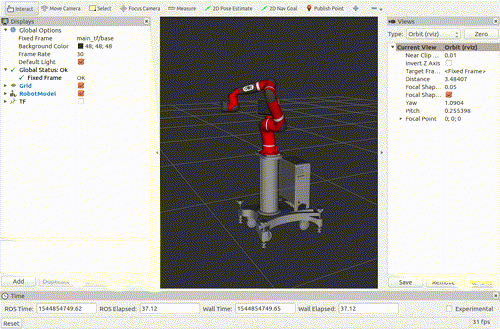 Interact Move Camera Select Focus Camera Measure 2D Pose Estimate 2D Nav Goal Publish Point
Displays
Global Options
Fixed Frame main_tf/base
Background Color 48; 48; 48
Frame Rate 30
Default Light
Global Status: Ok
Fixed Frame OK
Grid
RobotModel
TF
Add Duplicate
Views
Type: Orbit (rviz) Zero
Current View Orbit (rviz)
Near Clip ... 0.01
Invert Z Axis
Target Fra... <Fixed Frame>
Distance 3.48407
Focal Shap... 0.05
Focal Shap...
Yaw 1.0904
Pitch 0.255398
Focal Point 0; 0; 0
Save Remove
Time
ROS Time: 1544854749.62 ROS Elapsed: 37.12 Wall Time: 1544854749.65 Wall Elapsed: 37.12 Experimental
Reset 31 fps